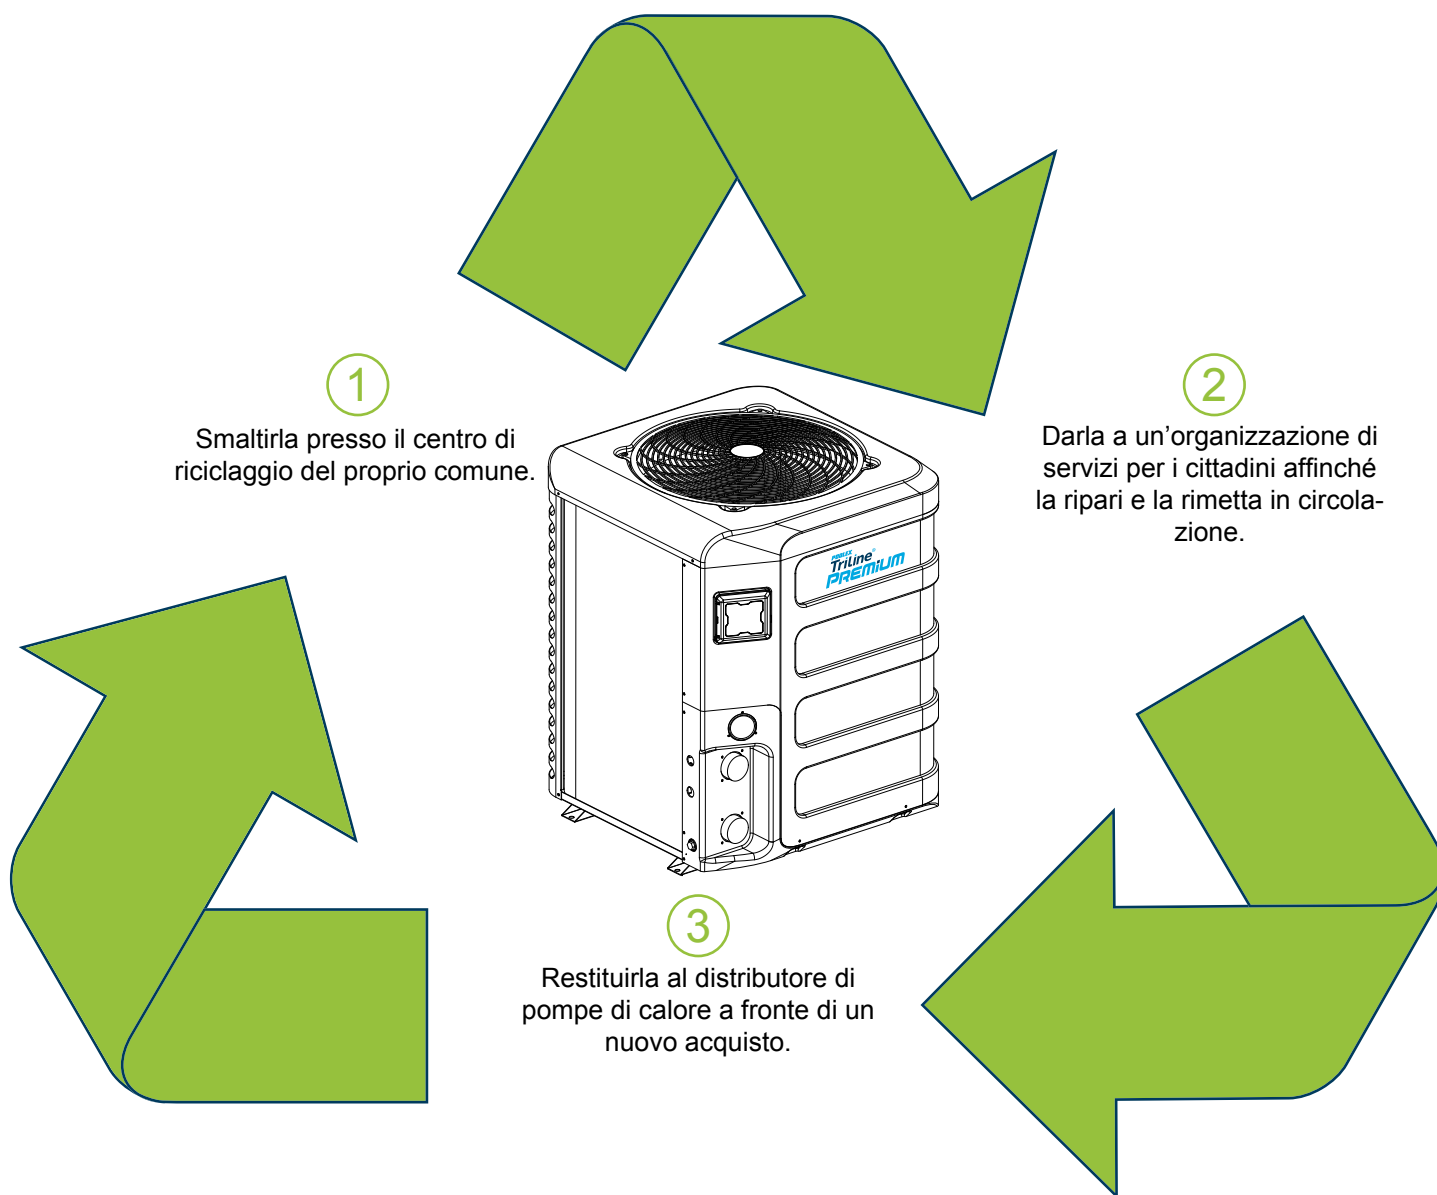 1
Smaltirla presso il centro di
riciclaggio del proprio comune.
2
Darla a un’organizzazione di
servizi per i cittadini affinché
la ripari e la rimetta in circola-
zione.
POOLEX
TriLine®
PREMiUM
3
Restituirla al distributore di
pompe di calore a fronte di un
nuovo acquisto.